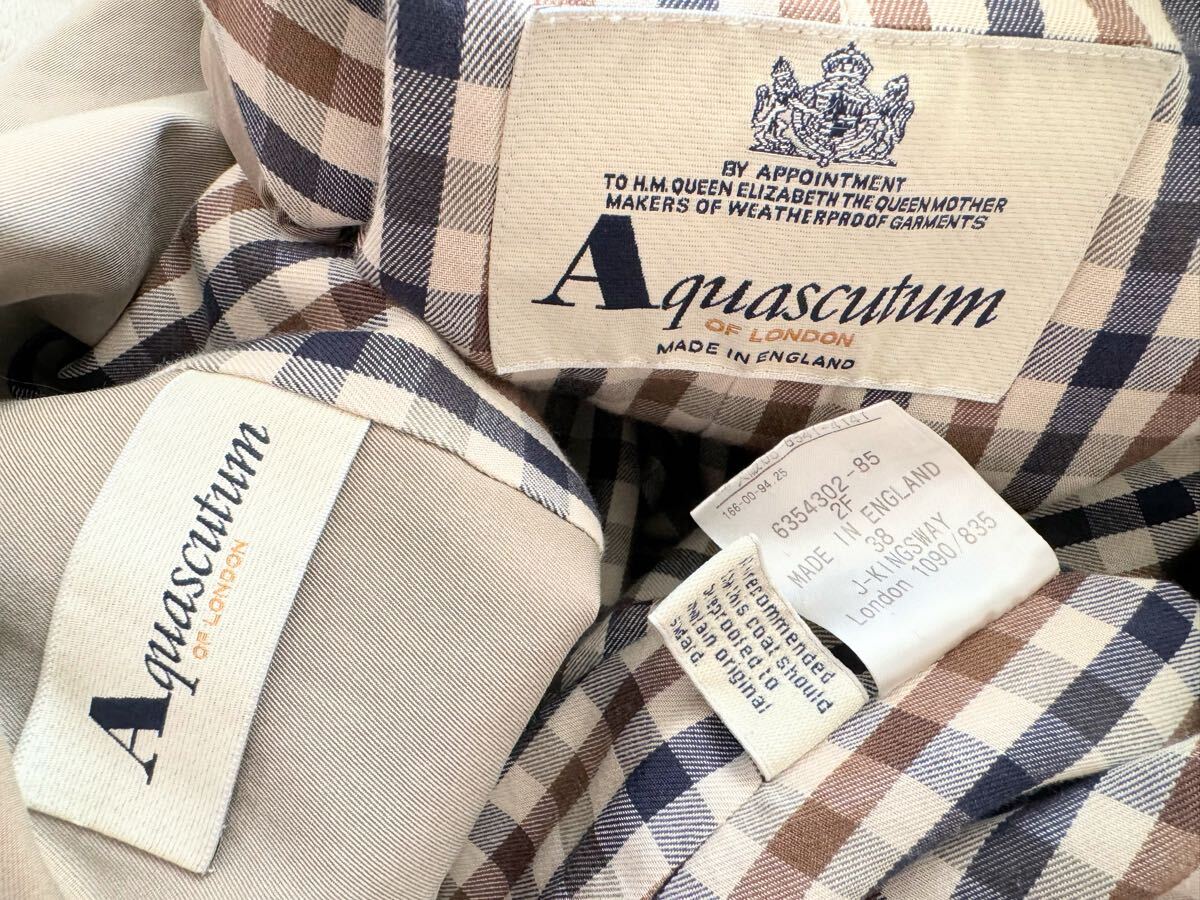 BY APPOINTMENT
TO H.M. QUEEN ELIZABETH THE QUEEN MOTHER
MAKERS OF WEATHERPROOF GARMENTS
Aquascutum
OF LONDON
MADE IN ENGLAND
Aquascutum
OF LONDON
166-00-94.25
6354302-85
2F
MADE IN ENGLAND
38
J-KINGSWAY
London 1090/835
recommended
this coat should
reproofed to
original